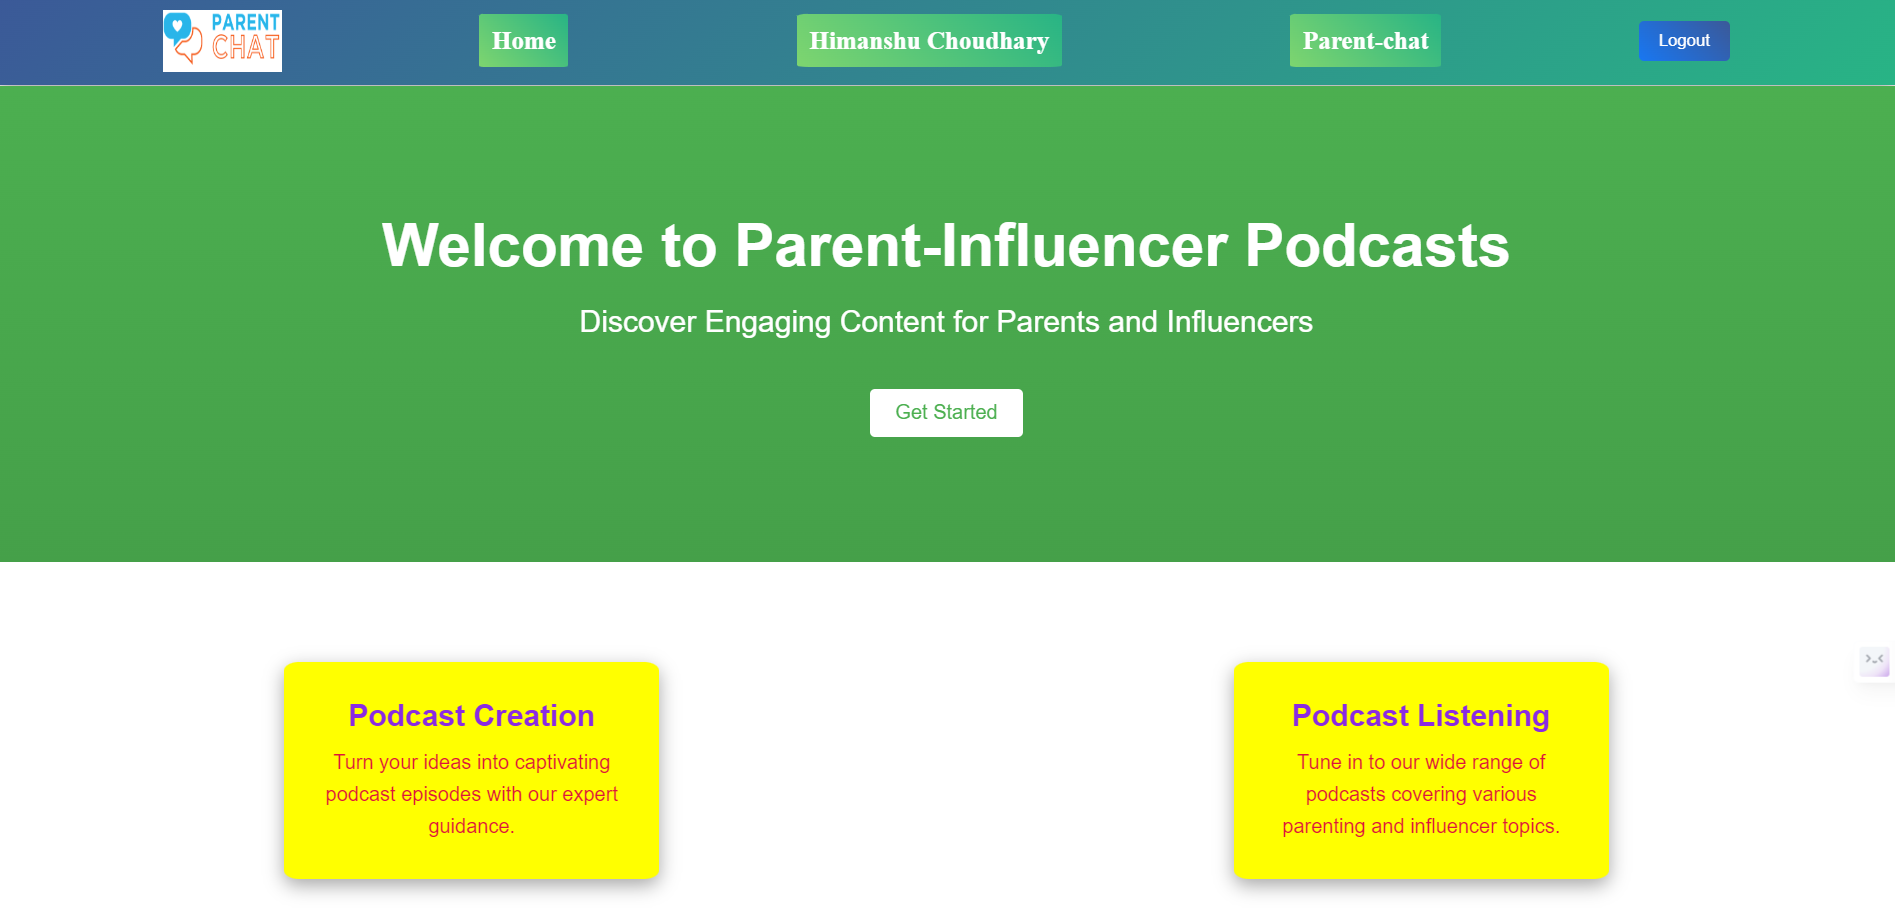 PARENT
CHAT
Home
Himanshu Choudhary
Parent-chat
Logout
Welcome to Parent-Influencer Podcasts
Discover Engaging Content for Parents and Influencers
Get Started
Podcast Creation
Turn your ideas into captivating
podcast episodes with our expert
guidance.
Podcast Listening
Tune in to our wide range of
podcasts covering various
parenting and influencer topics.